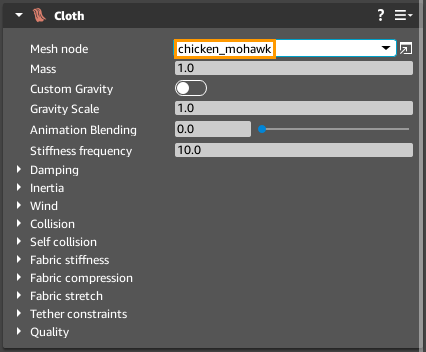 Cloth ?
Mesh node chicken_mohawk
Mass 1.0
Custom Gravity
Gravity Scale 1.0
Animation Blending 0.0
Stiffness frequency 10.0
Damping
Inertia
Wind
Collision
Self collision
Fabric stiffness
Fabric compression
Fabric stretch
Tether constraints
Quality